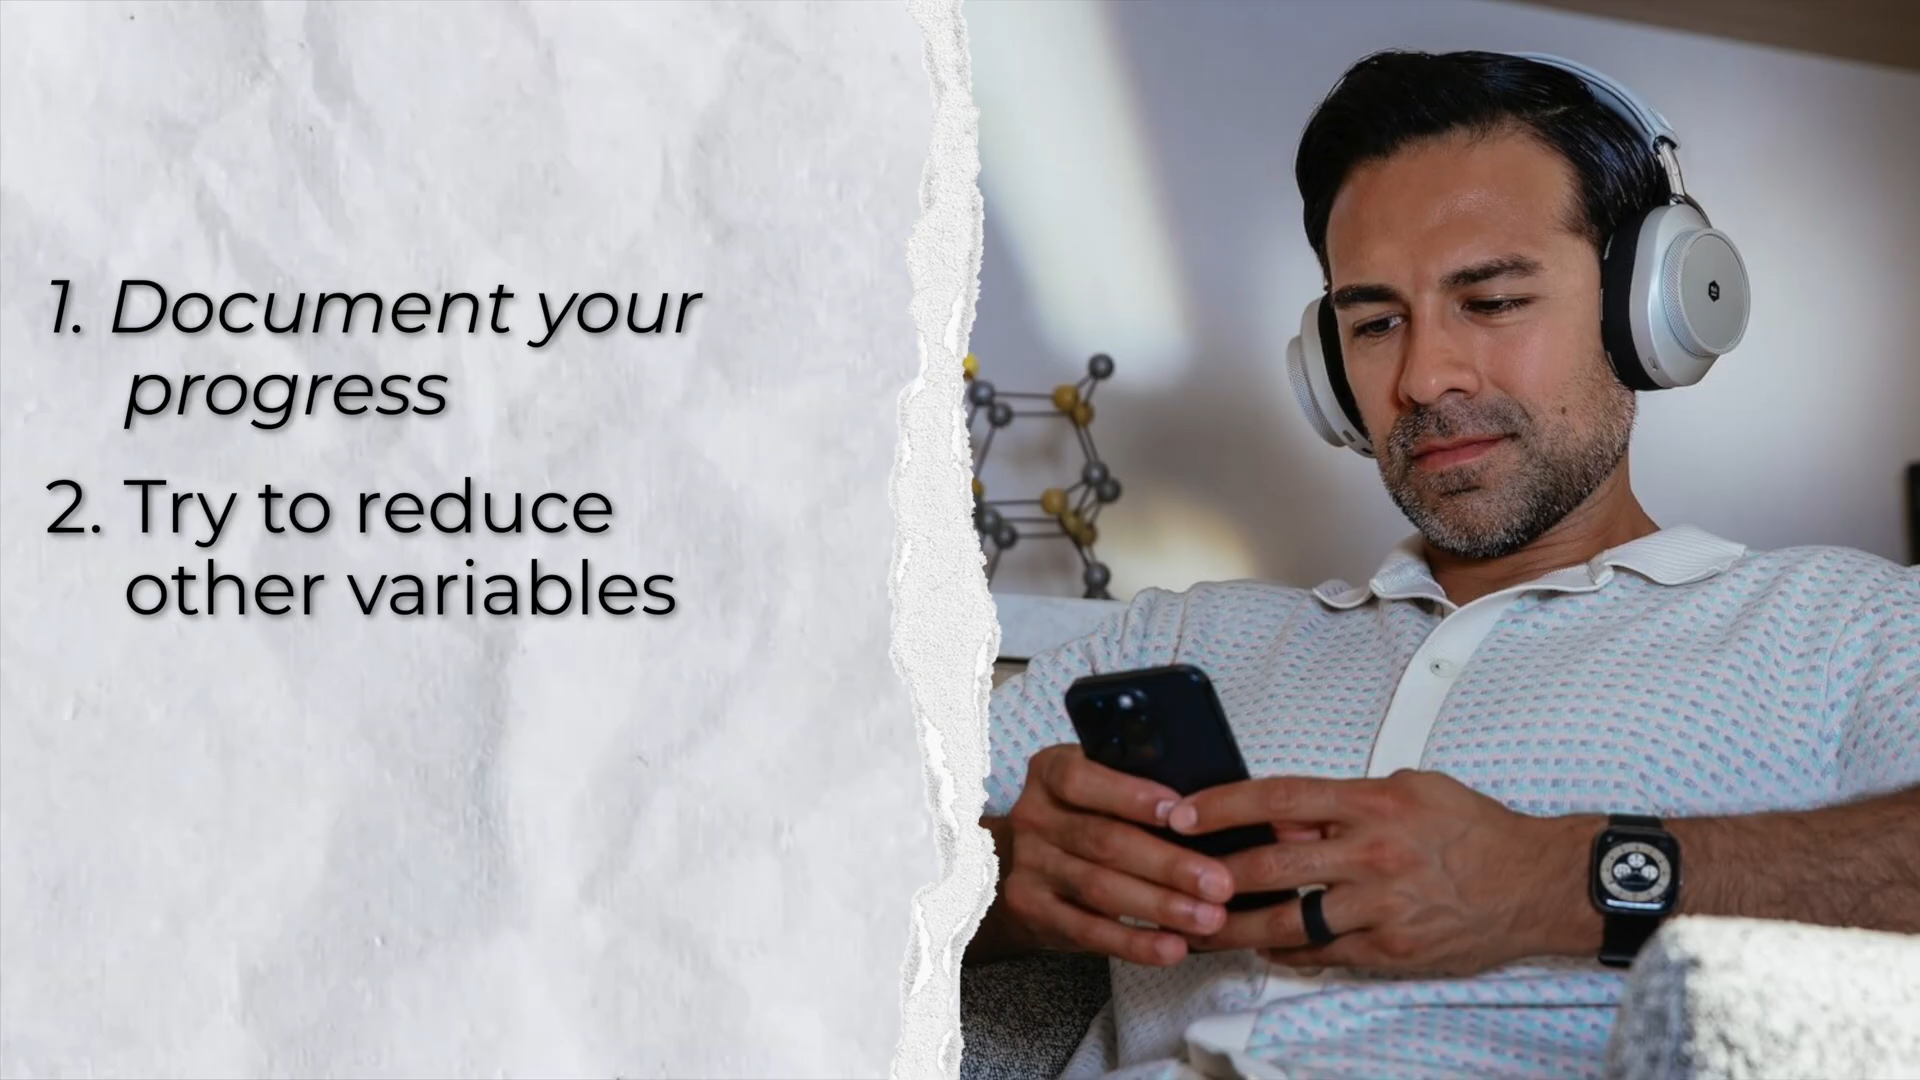 1. Document your
progress
2. Try to reduce
other variables